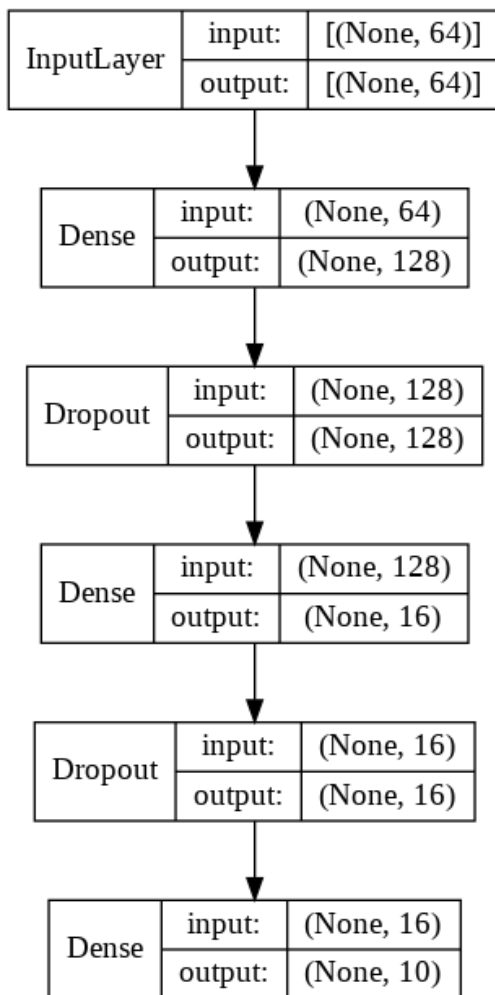 InputLayer
input: [(None, 64)]
output: [(None, 64)]
Dense
input: (None, 64)
output: (None, 128)
Dropout
input: (None, 128)
output: (None, 128)
Dense
input: (None, 128)
output: (None, 16)
Dropout
input: (None, 16)
output: (None, 16)
Dense
input: (None, 16)
output: (None, 10)